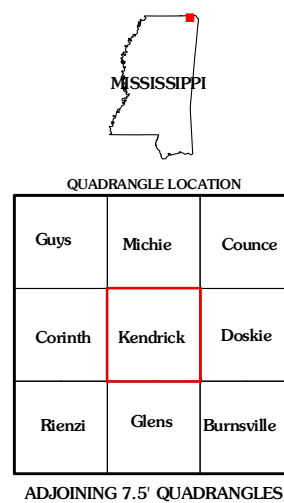 MISSISSIPPI
QUADRANGLE LOCATION
Guys Michie Counce
Corinth Kendrick Doskie
Rienzi Glens Burnsville
ADJOINING 7.5' QUADRANGLES